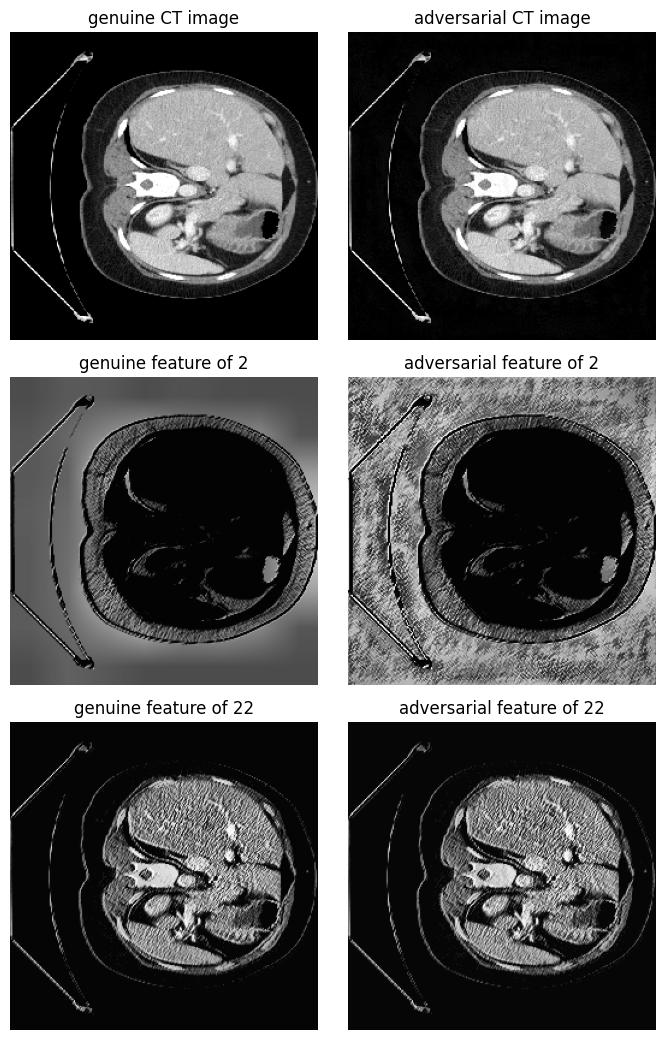 genuine CT image
adversarial CT image
genuine feature of 2
adversarial feature of 2
genuine feature of 22
adversarial feature of 22